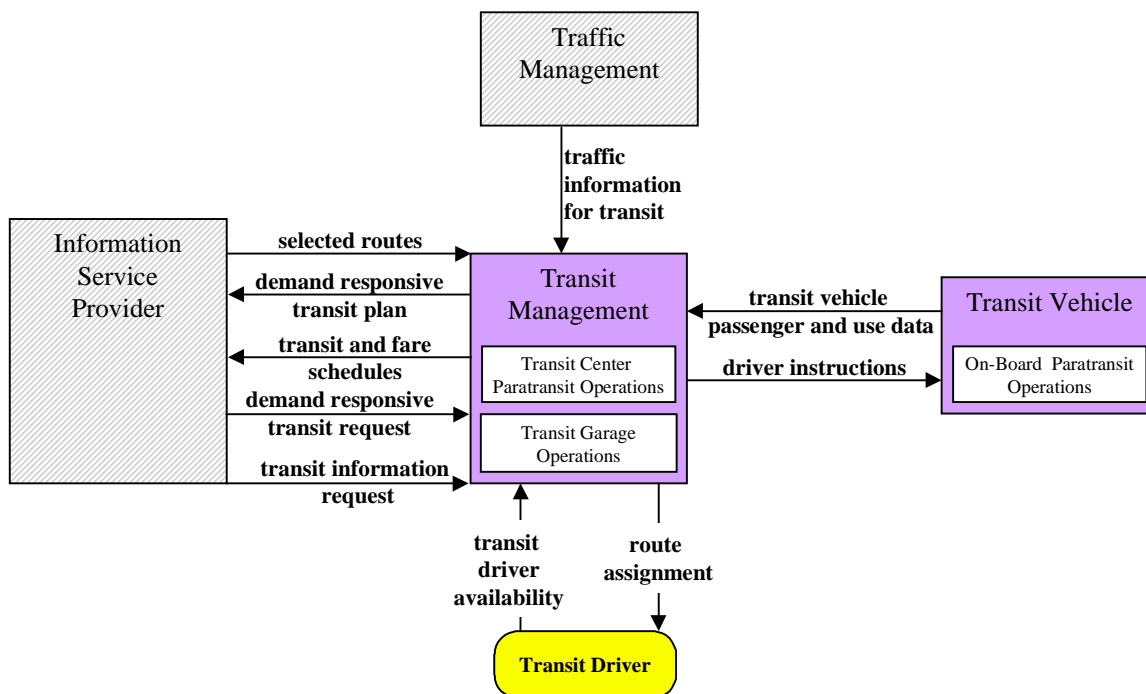 Traffic
Management
traffic
information
for transit
Information
Service
Provider
selected routes
demand responsive
transit plan
transit and fare
schedules
demand responsive
transit request
transit information
request
Transit
Management
Transit Center
Paratransit Operations
Transit Garage
Operations
transit vehicle
passenger and use data
driver instructions
Transit Vehicle
On-Board Paratransit
Operations
transit
driver
availability
route
assignment
Transit Driver